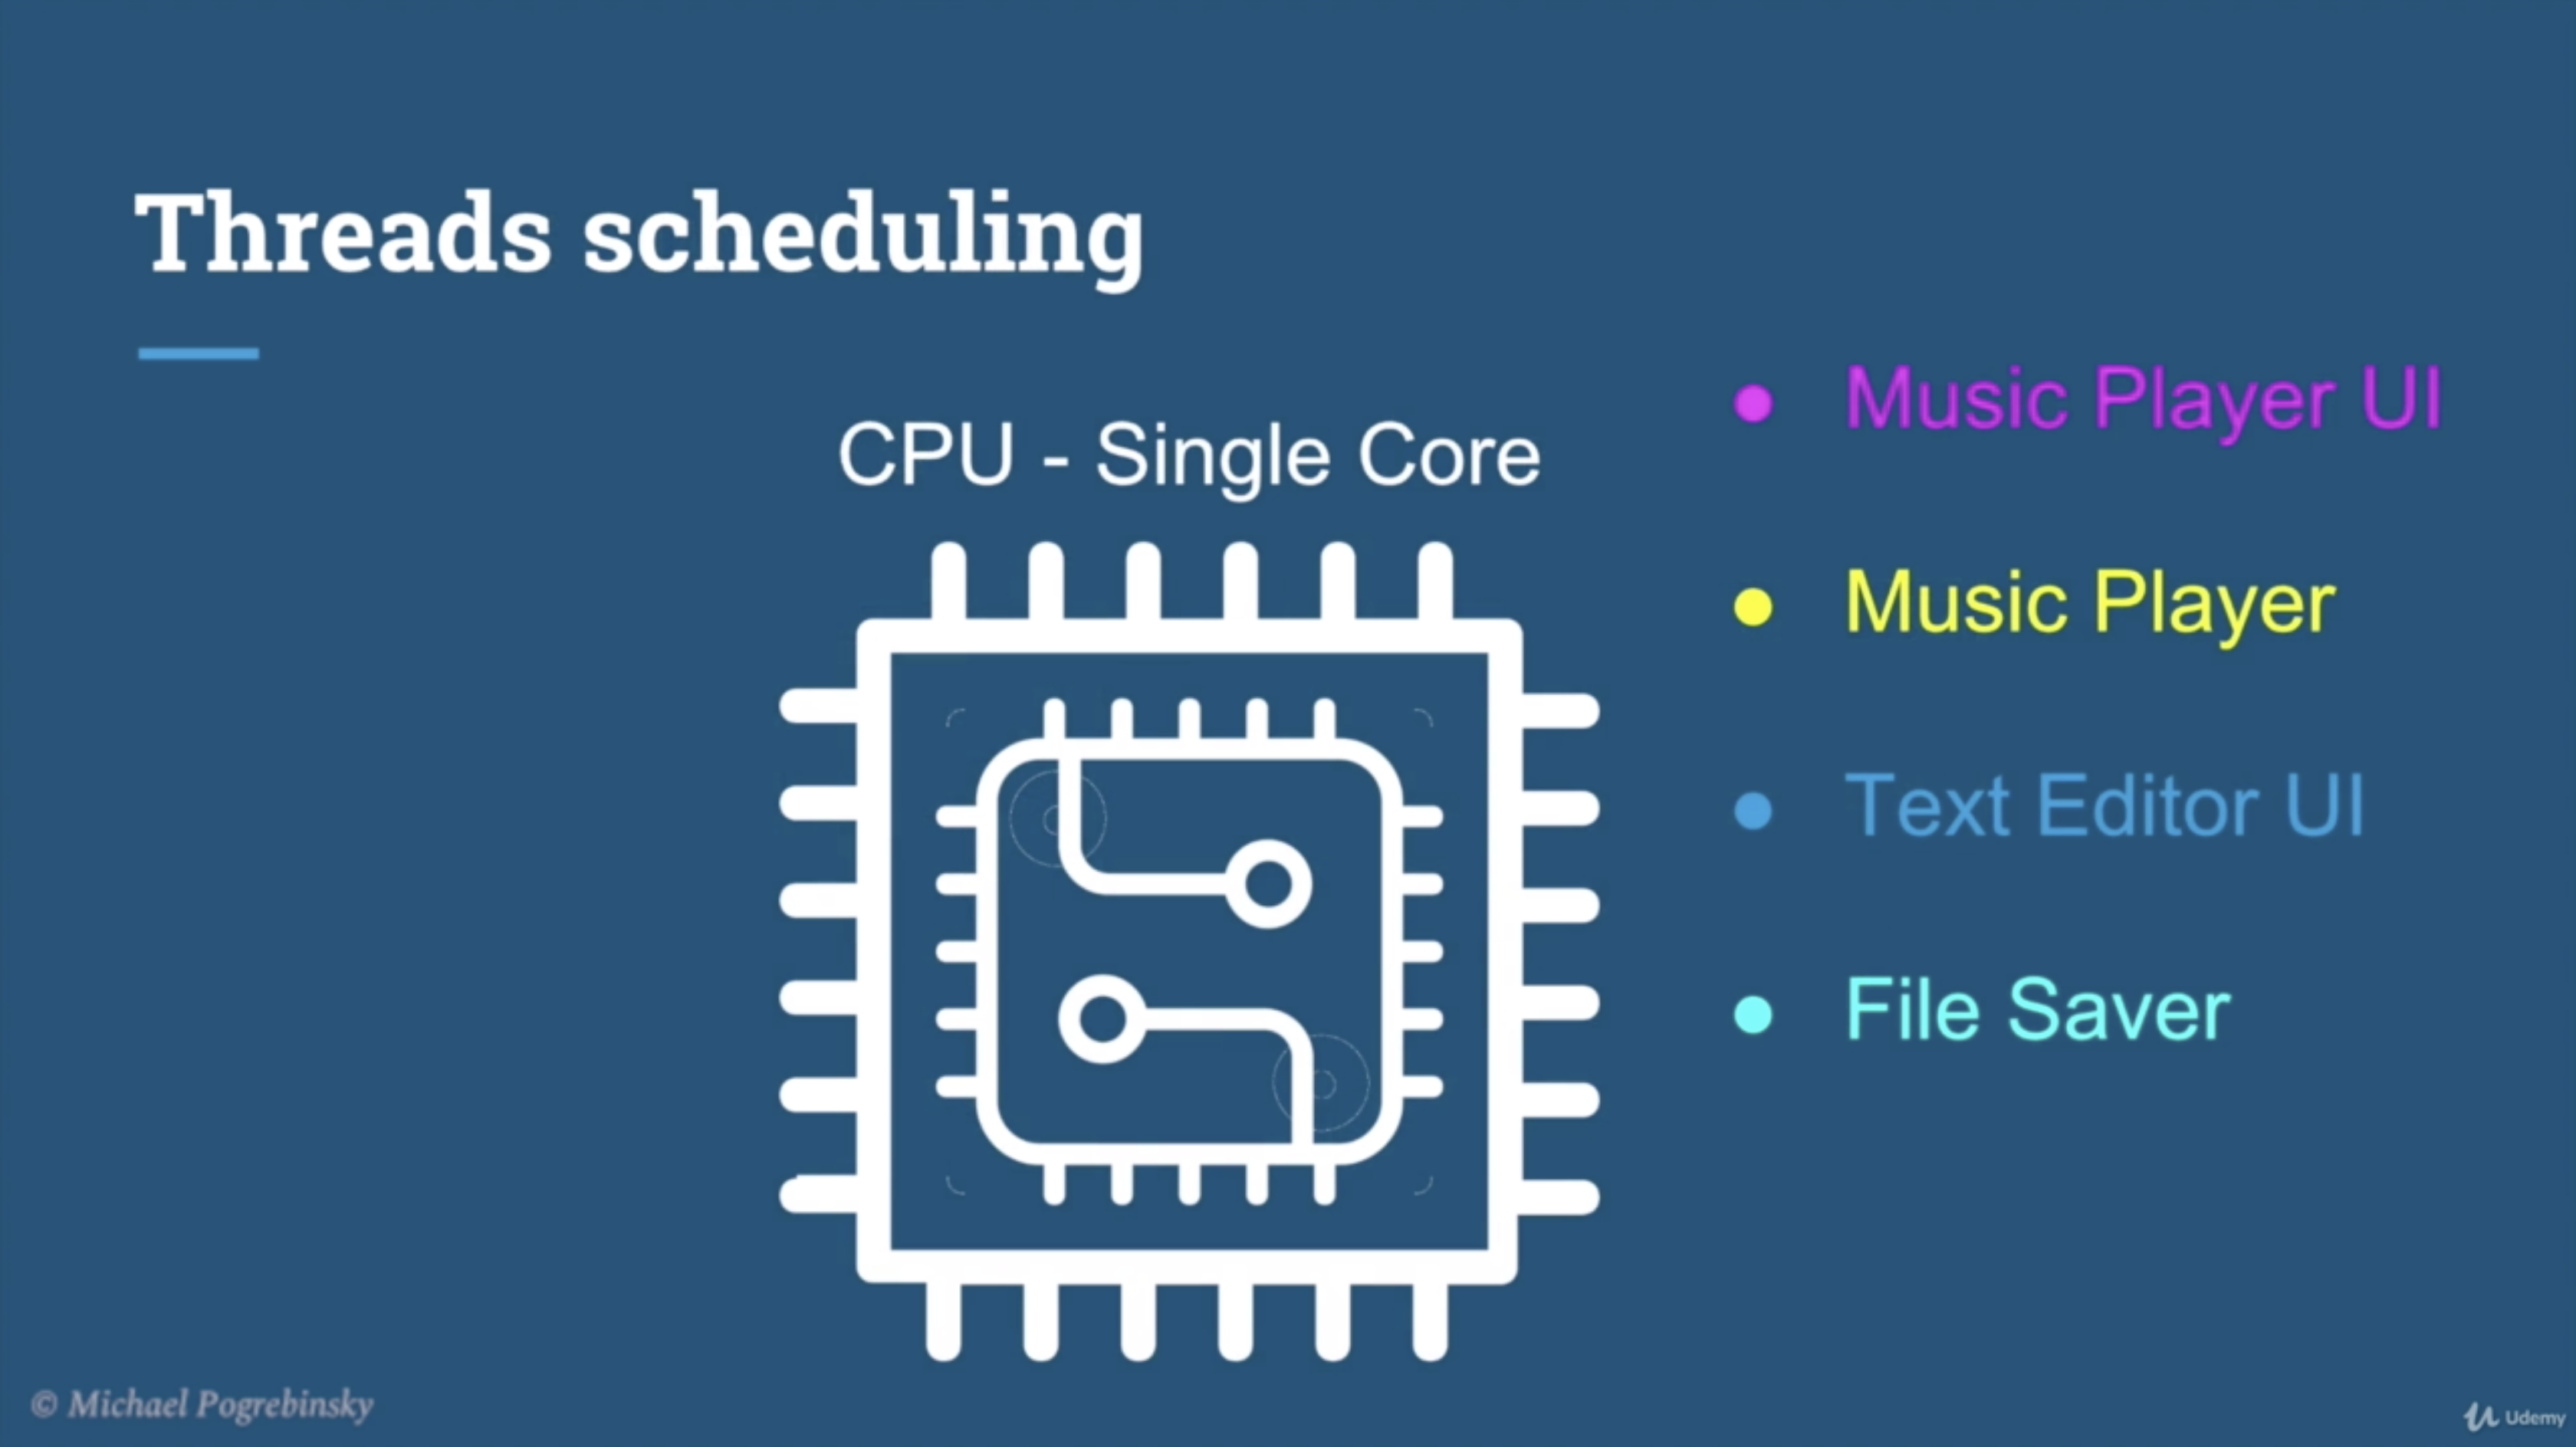 Threads scheduling
CPU - Single Core
Music Player UI
Music Player
Text Editor UI
File Saver
© Michael Pogrebinsky
Udemy